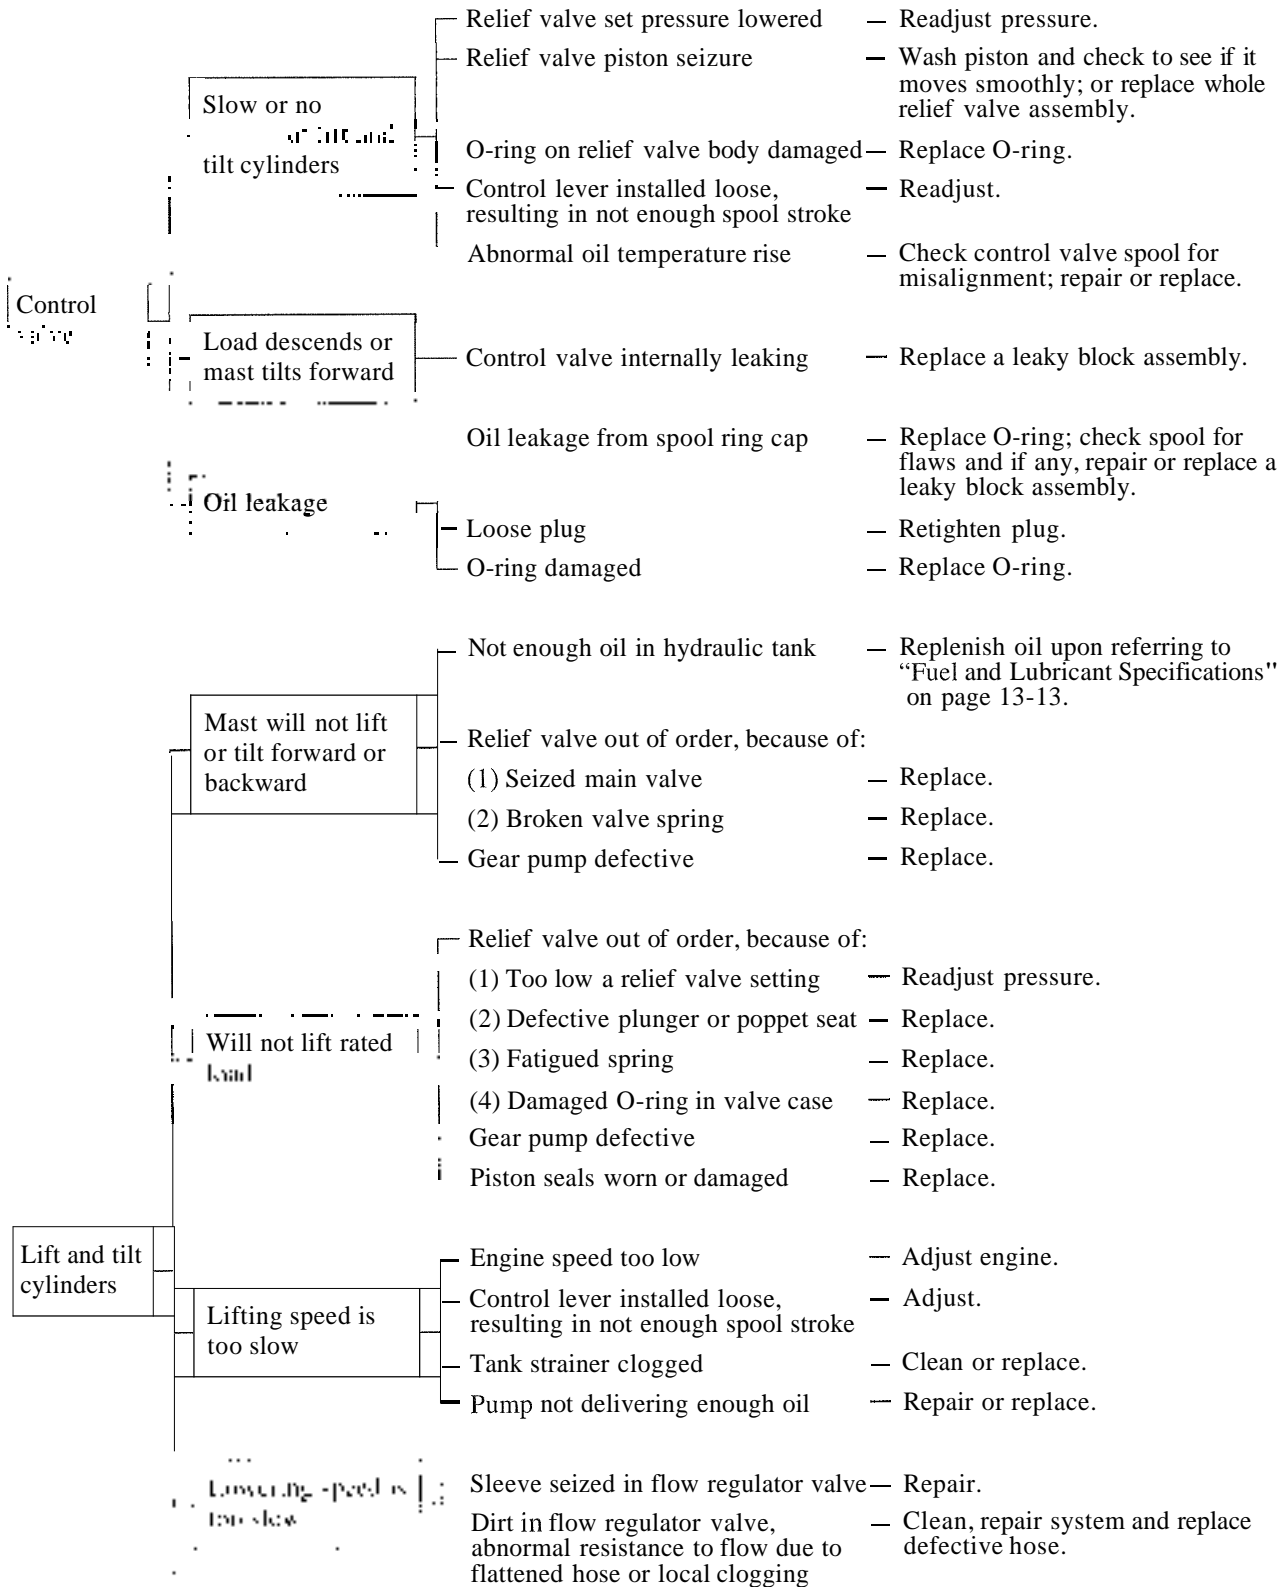 Relief valve set pressure lowered — Readjust pressure.
Relief valve piston seizure — Wash piston and check to see if it
moves smoothly; or replace whole
relief valve assembly.
Slow or no
tilt cylinders
O-ring on relief valve body damaged — Replace O-ring.
Control lever installed loose, — Readjust.
resulting in not enough spool stroke
Abnormal oil temperature rise — Check control valve spool for
misalignment; repair or replace.
Control
Load descends or
mast tilts forward
Control valve internally leaking — Replace a leaky block assembly.
Oil leakage from spool ring cap — Replace O-ring; check spool for
flaws and if any, repair or replace a
leaky block assembly.
Oil leakage
Loose plug — Retighten plug.
O-ring damaged — Replace O-ring.
Not enough oil in hydraulic tank — Replenish oil upon referring to
“Fuel and Lubricant Specifications"
on page 13-13.
Mast will not lift
or tilt forward or
backward
Relief valve out of order, because of:
(1) Seized main valve — Replace.
(2) Broken valve spring — Replace.
Gear pump defective — Replace.
Relief valve out of order, because of:
(1) Too low a relief valve setting — Readjust pressure.
(2) Defective plunger or poppet seat — Replace.
Will not lift rated
load
(3) Fatigued spring — Replace.
(4) Damaged O-ring in valve case — Replace.
Gear pump defective — Replace.
Piston seals worn or damaged — Replace.
Lift and tilt
cylinders
Engine speed too low — Adjust engine.
Lifting speed is
too slow
Control lever installed loose, — Adjust.
resulting in not enough spool stroke
Tank strainer clogged — Clean or replace.
Pump not delivering enough oil — Repair or replace.
Lowering speed is
too slow
Sleeve seized in flow regulator valve — Repair.
Dirt in flow regulator valve, — Clean, repair system and replace
abnormal resistance to flow due to defective hose.
flattened hose or local clogging